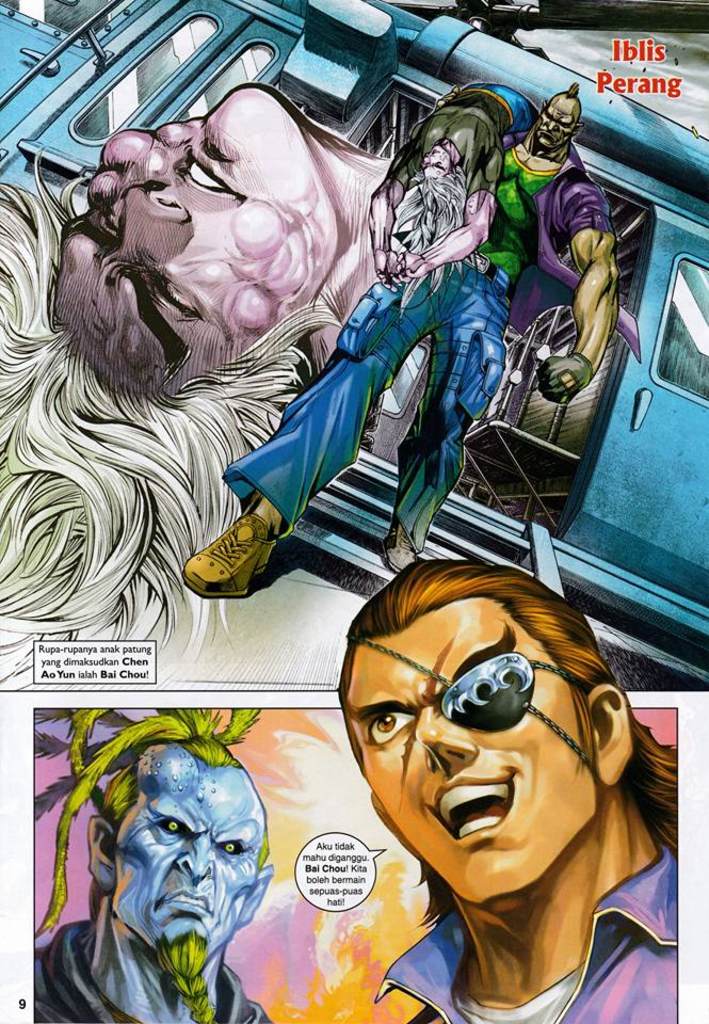 Iblis
Perang
Rupa-rupanya anak patung
yang dimaksudkan Chen
Ao Yun ialah Bai Chou!
Aku tidak
mahu diganggu.
Bai Chou! Kita
boleh bermain
sepuas-puas
hati!
9